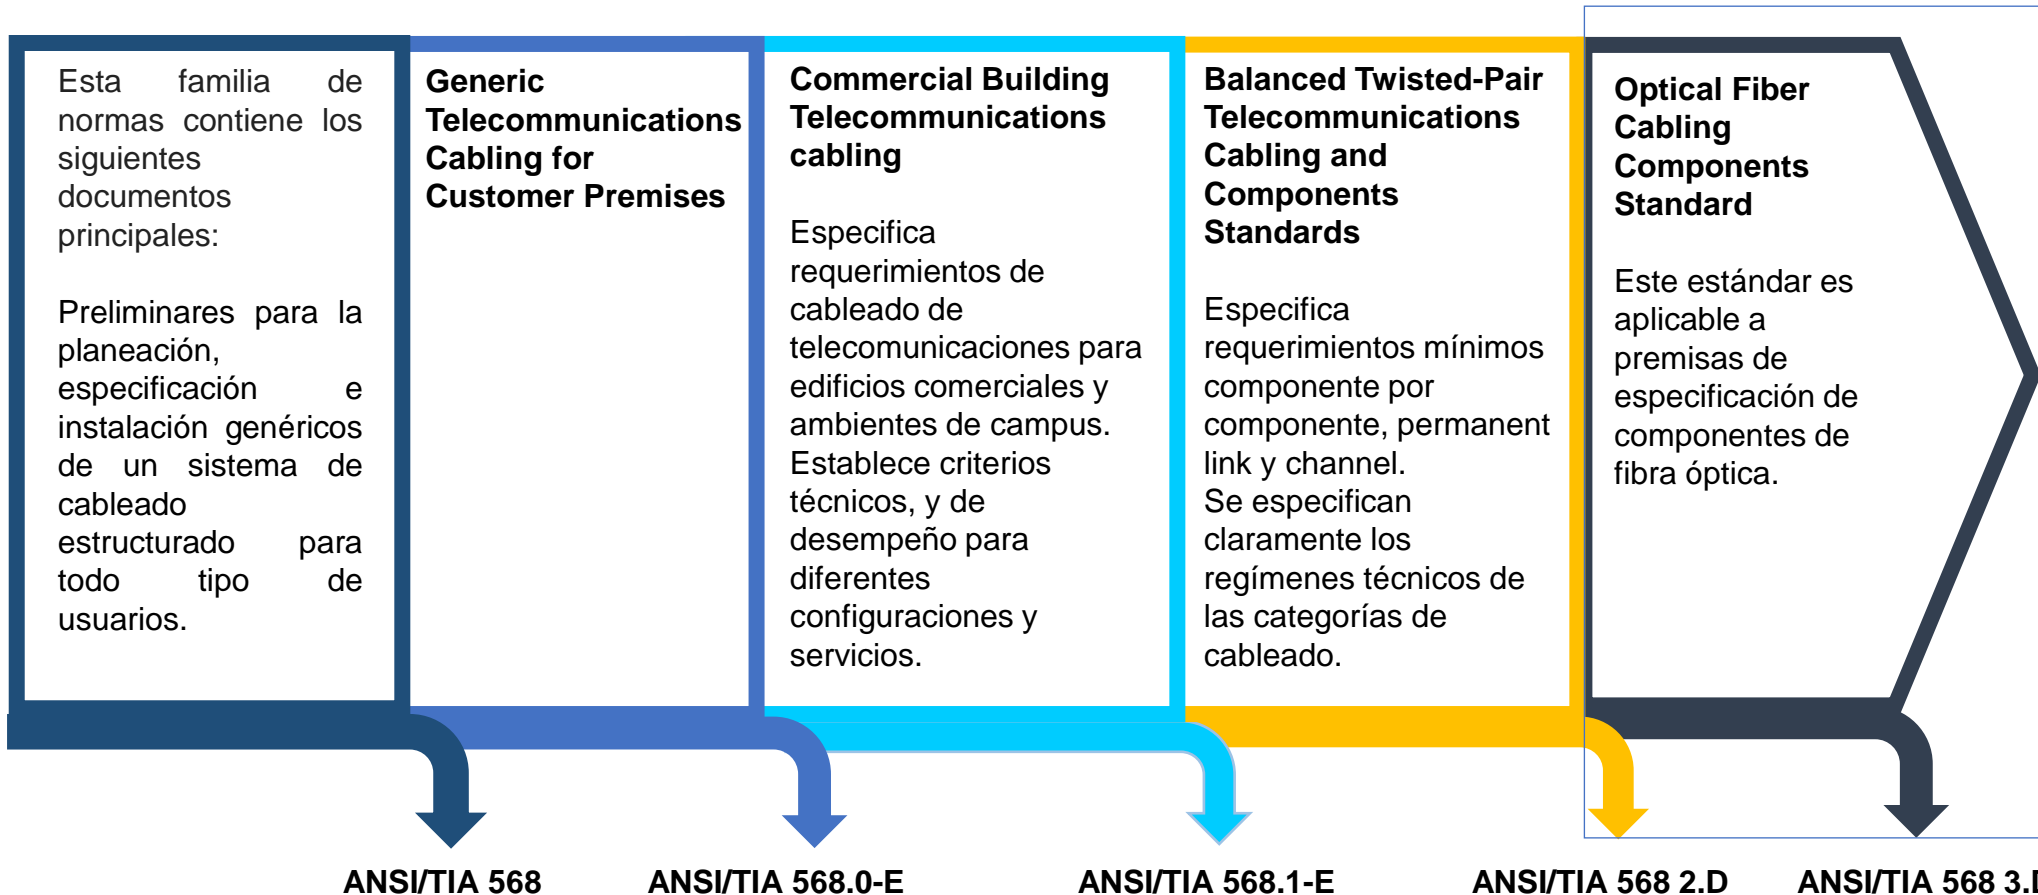 Esta familia de
normas contiene los
siguientes
documentos
principales:
Preliminares para la
planeación,
especificación e
instalación genéricos
de un sistema de
cableado
estructurado para
todo tipo de
usuarios.
Generic
Telecommunications
Cabling for
Customer Premises
Commercial Building
Telecommunications
cabling
Especifica
requerimientos de
cableado de
telecomunicaciones para
edificios comerciales y
ambientes de campus.
Establece criterios
técnicos, y de
desempeño para
diferentes
configuraciones y
servicios.
Balanced Twisted-Pair
Telecommunications
Cabling and
Components
Standards
Especifica
requerimientos mínimos
componente por
componente, permanent
link y channel.
Se especifican
claramente los
regímenes técnicos de
las categorías de
cableado.
Optical Fiber
Cabling
Components
Standard
Este estándar es
aplicable a
premisas de
especificación de
componentes de
fibra óptica.
ANSI/TIA 568
ANSI/TIA 568.0-E
ANSI/TIA 568.1-E
ANSI/TIA 568 2.D
ANSI/TIA 568